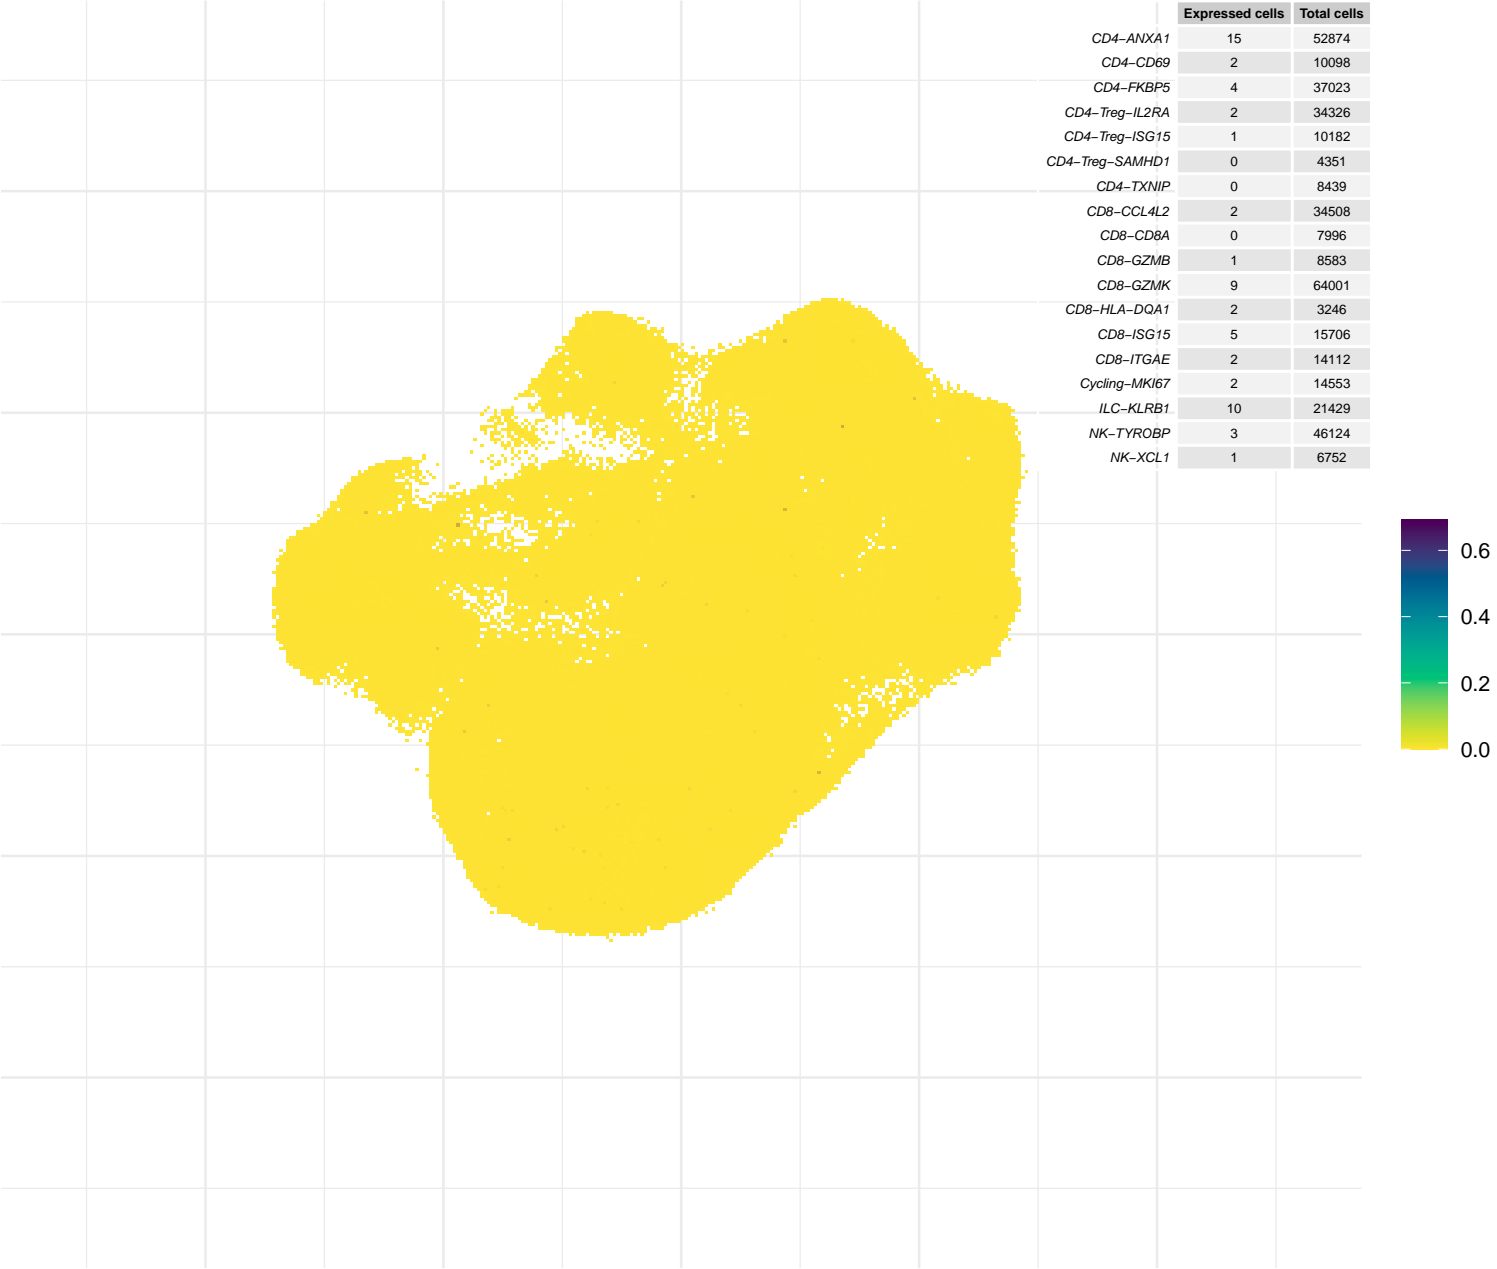 Expressed cells Total cells
CD4−ANXA1 15 52874
CD4−CD69 2 10098
CD4−FKBP5 4 37023
CD4−Treg−IL2RA 2 34326
CD4−Treg−ISG15 1 10182
CD4−Treg−SAMHD1 0 4351
CD4−TXNIP 0 8439
CD8−CCL4L2 2 34508
CD8−CD8A 0 7996
CD8−GZMB 1 8583
CD8−GZMK 9 64001
CD8−HLA−DQA1 2 3246
CD8−ISG15 5 15706
CD8−ITGAE 2 14112
Cycling−MKI67 2 14553
ILC−KLRB1 10 21429
NK−TYROBP 3 46124
NK−XCL1 1 6752
0.6
0.4
0.2
0.0